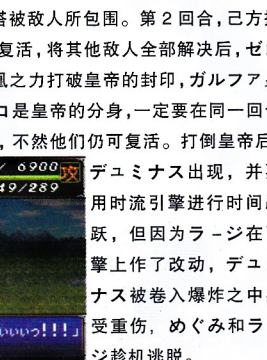 塔被敌人所包围。第2回合,己方
复活,将其他敌人全部解决后,ゼ
风之力打破皇帝的封印,ガルファ
コ是皇帝的分身,一定要在同一回
,不然他们仍可复活。打倒皇帝后
デュミナス出现,并
用时流引擎进行时间
跃,但因为ラージ在
擎上作了改动,デュ
ナス被卷入爆炸之中
受重伤,めぐみ和ラ
ジ趁机逃脱。
/ 6900 攻
49/289
いいいっ!!!」